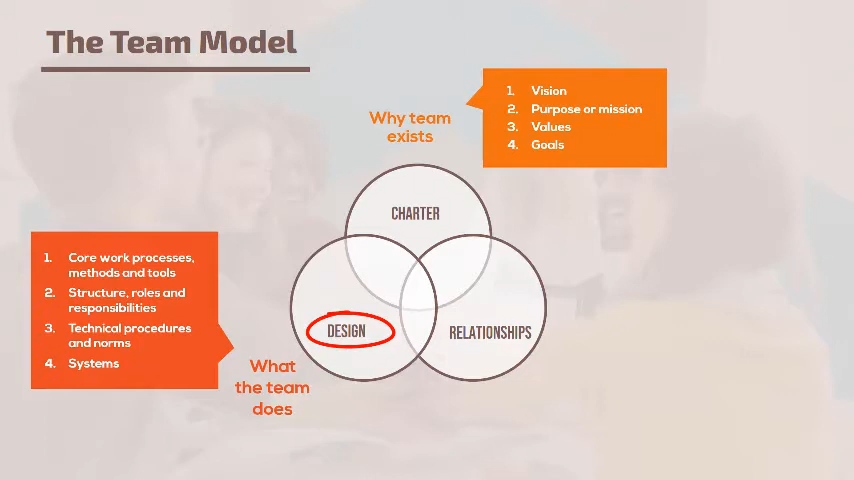 The Team Model
Why team
exists
1. Vision
2. Purpose or mission
3. Values
4. Goals
CHARTER
1. Core work processes,
methods and tools
2. Structure, roles and
responsibilities
3. Technical procedures
and norms
4. Systems
DESIGN
RELATIONSHIPS
What
the team
does